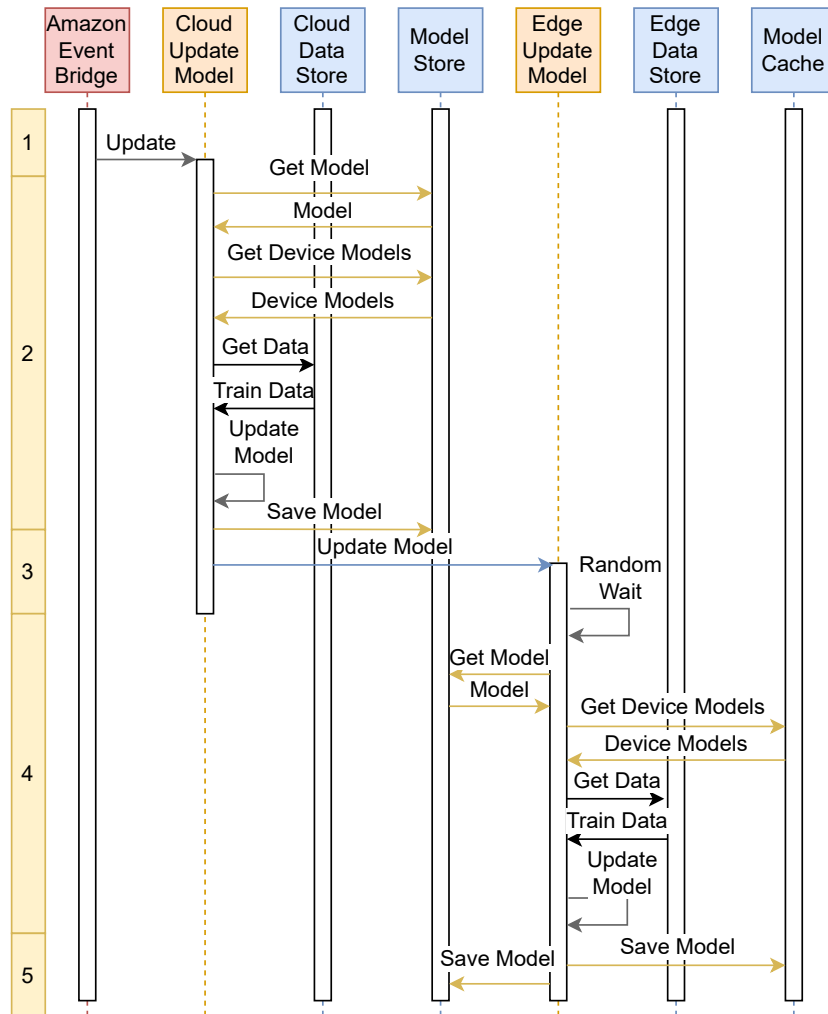 Amazon
Event
Bridge
Cloud
Update
Model
Cloud
Data
Store
Model
Store
Edge
Update
Model
Edge
Data
Store
Model
Cache
1
Update
2
Get Model
Model
Get Device Models
Device Models
Get Data
Train Data
Update
Model
Save Model
3
Update Model
Random
Wait
4
Get Model
Model
Get Device Models
Device Models
Get Data
Train Data
Update
Model
5
Save Model
Save Model